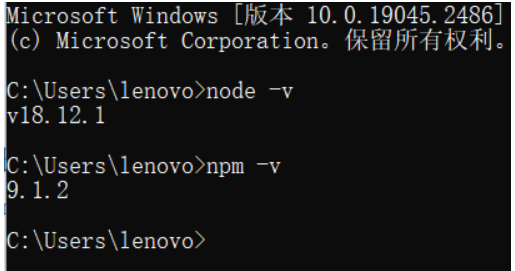 Microsoft Windows [版本 10.0.19045.2486]
(c) Microsoft Corporation。保留所有权利。
C:\Users\lenovo>node -v
v18.12.1
C:\Users\lenovo>npm -v
9.1.2
C:\Users\lenovo>